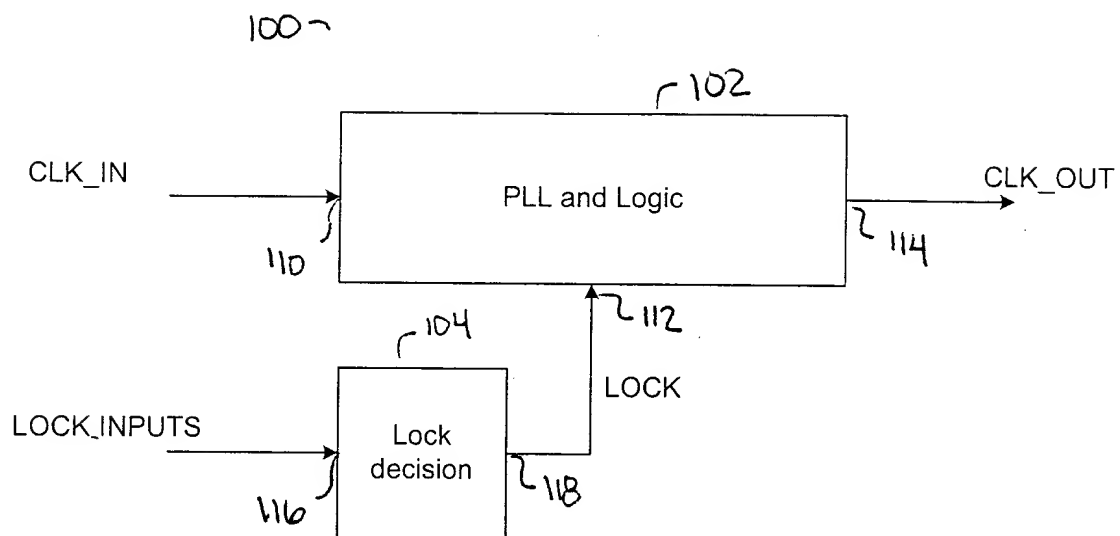 100
102
CLK_IN
PLL and Logic
CLK_OUT
110
114
112
104
LOCK
LOCK_INPUTS
Lock
decision
116
118